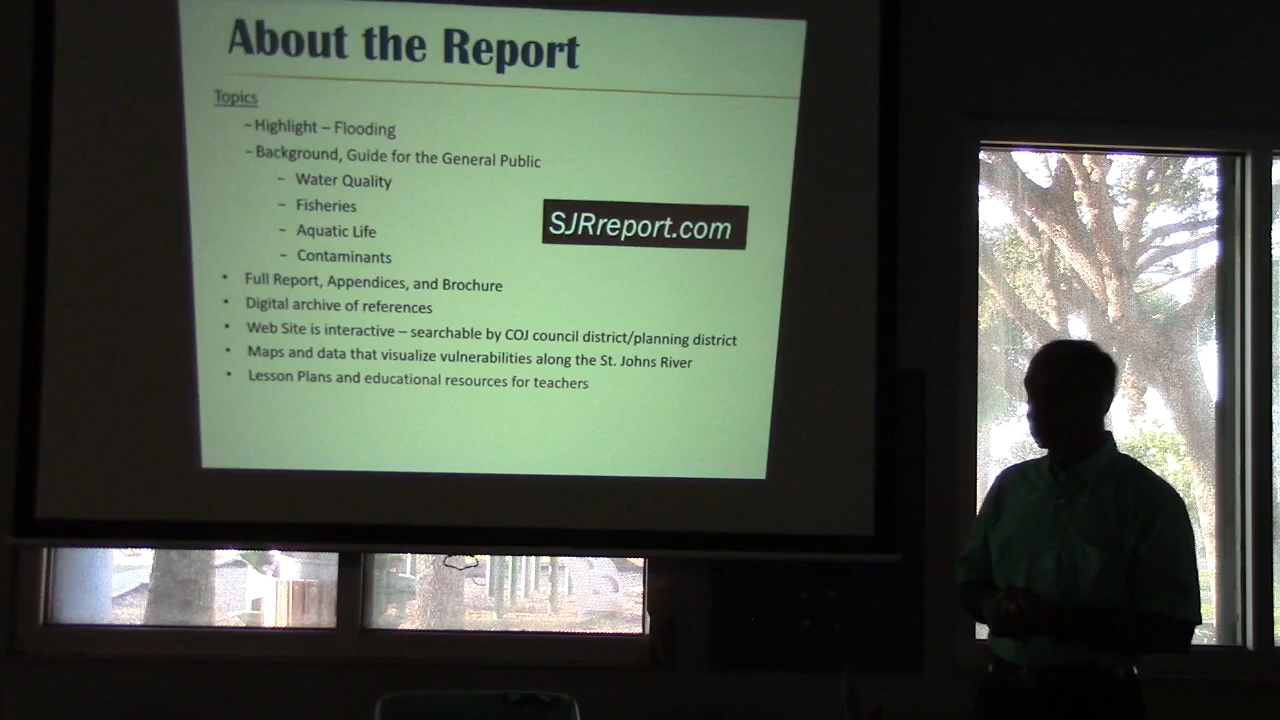 About the Report
Topics
– Highlight – Flooding
– Background, Guide for the General Public
– Water Quality
– Fisheries
SJRreport.com
– Aquatic Life
– Contaminants
• Full Report, Appendices, and Brochure
• Digital archive of references
• Web Site is interactive – searchable by COJ council district/planning district
• Maps and data that visualize vulnerabilities along the St. Johns River
• Lesson Plans and educational resources for teachers